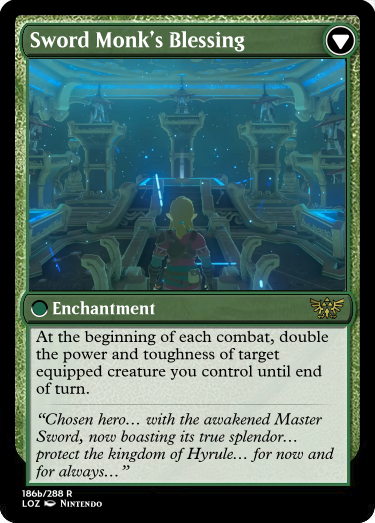 Sword Monk's Blessing
Enchantment
At the beginning of each combat, double
the power and toughness of target
equipped creature you control until end
of turn.
“Chosen hero… with the awakened Master
Sword, now boasting its true splendor…
protect the kingdom of Hyrule… for now and
for always…”
186b/288 R
LOZ Nintendo